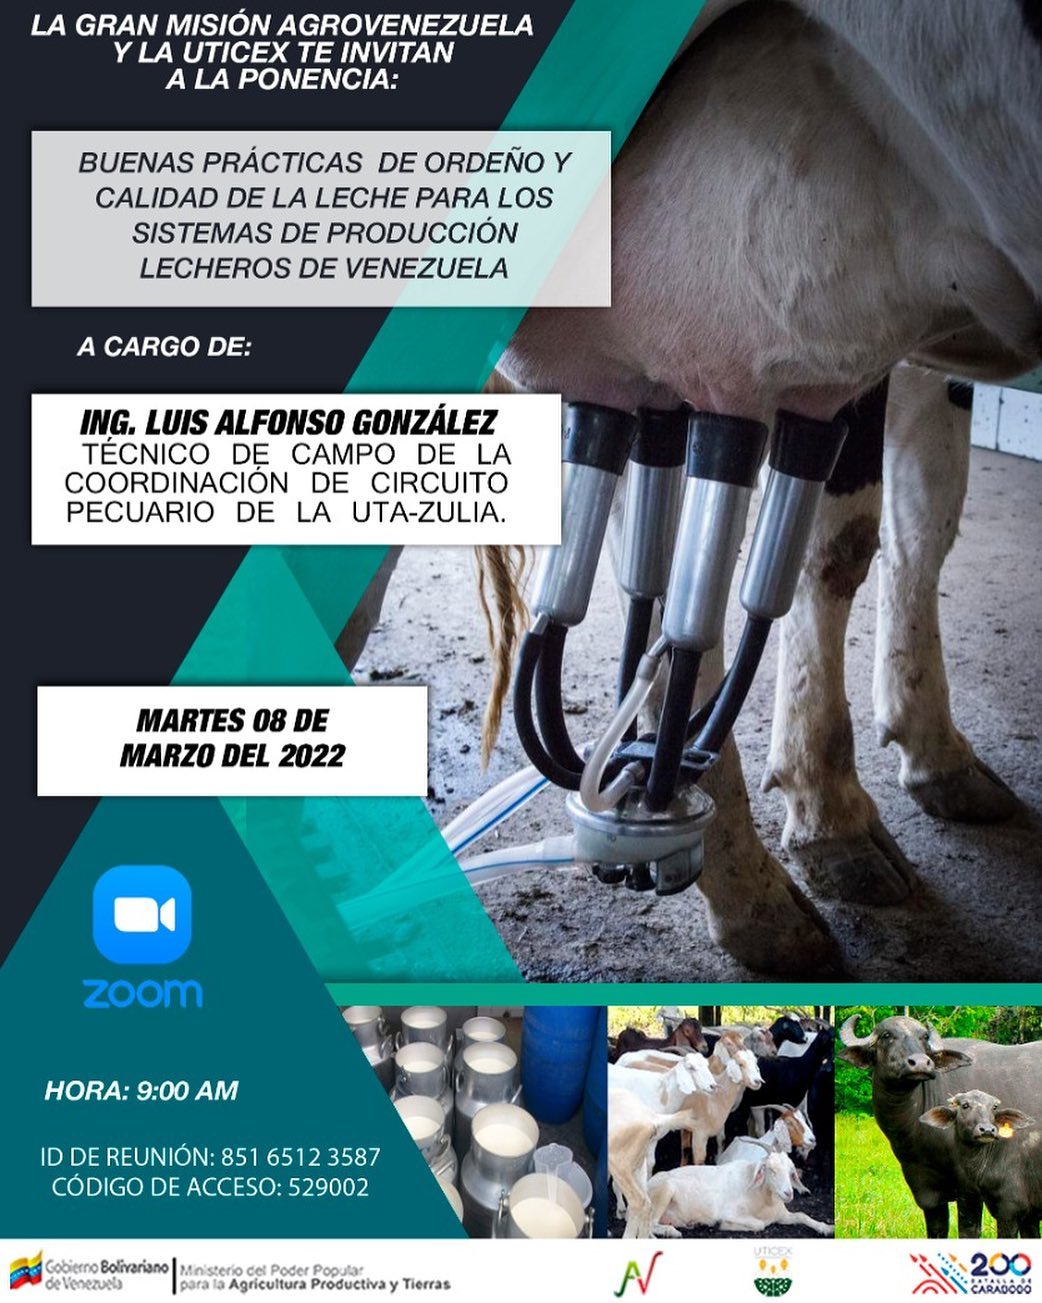 LA GRAN MISIÓN AGROVENEZUELA
Y LA UTICEX TE INVITAN
A LA PONENCIA:
BUENAS PRÁCTICAS DE ORDEÑO Y
CALIDAD DE LA LECHE PARA LOS
SISTEMAS DE PRODUCCIÓN
LECHEROS DE VENEZUELA
A CARGO DE:
ING. LUIS ALFONSO GONZÁLEZ
TÉCNICO DE CAMPO DE LA
COORDINACIÓN DE CIRCUITO
PECUARIO DE LA UTA-ZULIA.
MARTES 08 DE
MARZO DEL 2022
zoom
HORA: 9:00 AM
ID DE REUNIÓN: 851 6512 3587
CÓDIGO DE ACCESO: 529002
Gobierno Bolivariano
de Venezuela
Ministerio del Poder Popular
para la Agricultura Productiva y Tierras
AV
UTICEX
200
BATALLA DE
CARABOBO